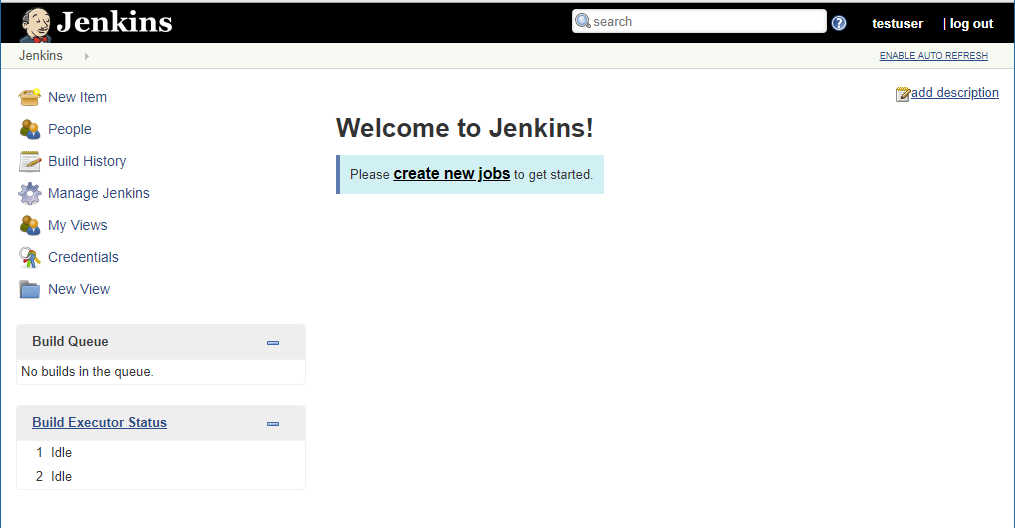 Jenkins
search
testuser | log out
Jenkins
ENABLE AUTO REFRESH
New Item
People
Build History
Manage Jenkins
My Views
Credentials
New View
Build Queue
No builds in the queue.
Build Executor Status
1 Idle
2 Idle
add description
Welcome to Jenkins!
Please create new jobs to get started.